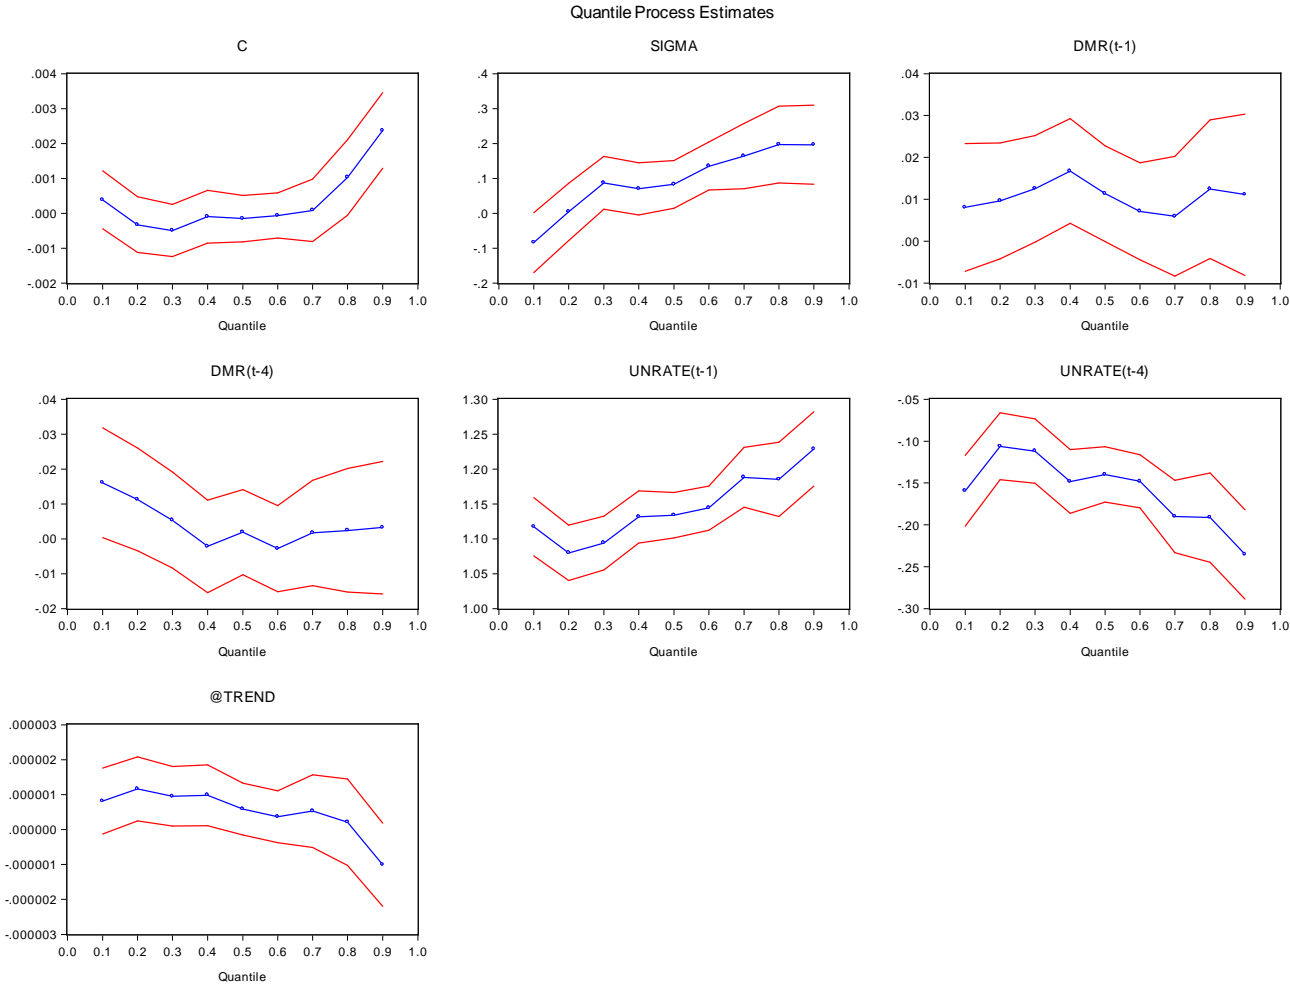 Quantile Process Estimates
C
SIGMA
DMR(t-1)
.004
.003
.002
.001
.000
-.001
-.002
0.0 0.1 0.2 0.3 0.4 0.5 0.6 0.7 0.8 0.9 1.0
Quantile
.4
.3
.2
.1
.0
-.1
-.2
0.0 0.1 0.2 0.3 0.4 0.5 0.6 0.7 0.8 0.9 1.0
Quantile
.04
.03
.02
.01
.00
-.01
0.0 0.1 0.2 0.3 0.4 0.5 0.6 0.7 0.8 0.9 1.0
Quantile
DMR(t-4)
UNRATE(t-1)
UNRATE(t-4)
.04
.03
.02
.01
.00
-.01
-.02
0.0 0.1 0.2 0.3 0.4 0.5 0.6 0.7 0.8 0.9 1.0
Quantile
1.30
1.25
1.20
1.15
1.10
1.05
1.00
0.0 0.1 0.2 0.3 0.4 0.5 0.6 0.7 0.8 0.9 1.0
Quantile
-.05
-.10
-.15
-.20
-.25
-.30
0.0 0.1 0.2 0.3 0.4 0.5 0.6 0.7 0.8 0.9 1.0
Quantile
@TREND
.000003
.000002
.000001
.000000
-.000001
-.000002
-.000003
0.0 0.1 0.2 0.3 0.4 0.5 0.6 0.7 0.8 0.9 1.0
Quantile